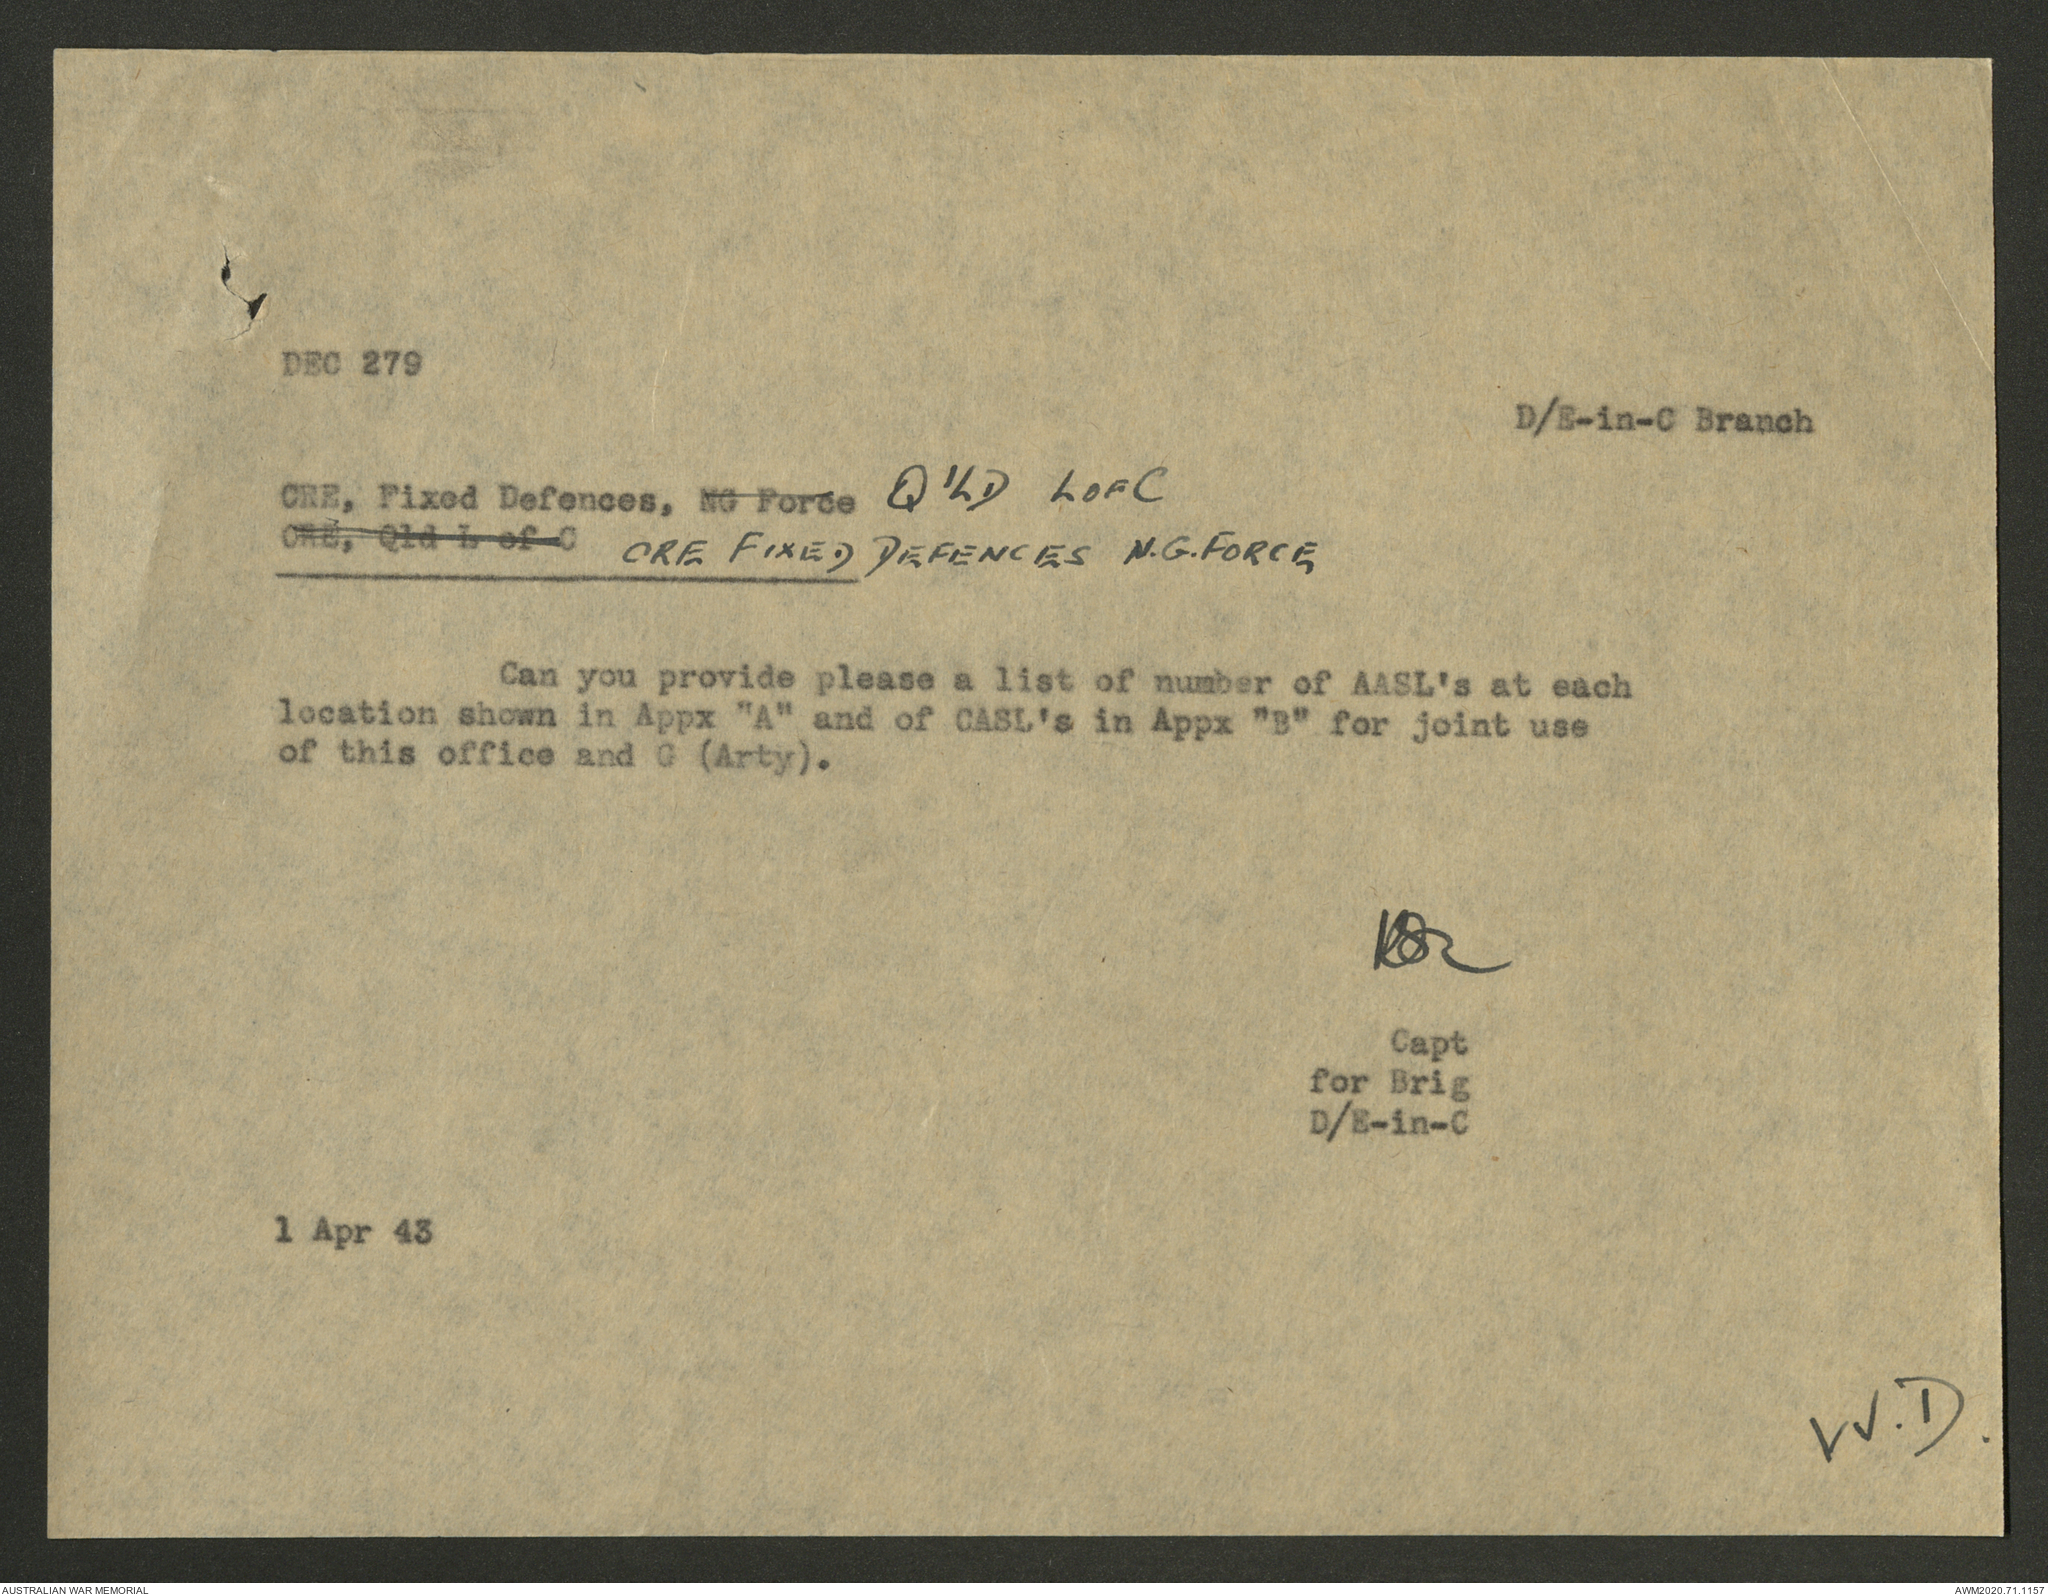 DEC 279
D/E-in-C Branch
CRE, Fixed Defences, NG Force Q'LD L OF C
CRE, Qld L of C CRE FIXED DEFENCES N.G. FORCE
Can you provide please a list of number of AASL's at each
location shown in Appx "A" and of CASL's in Appx "B" for joint use
of this office and G (Arty).
Capt
for Brig
D/E-in-C
1 Apr 43
W.D.
AUSTRALIAN WAR MEMORIAL
AWM2020.71.1157